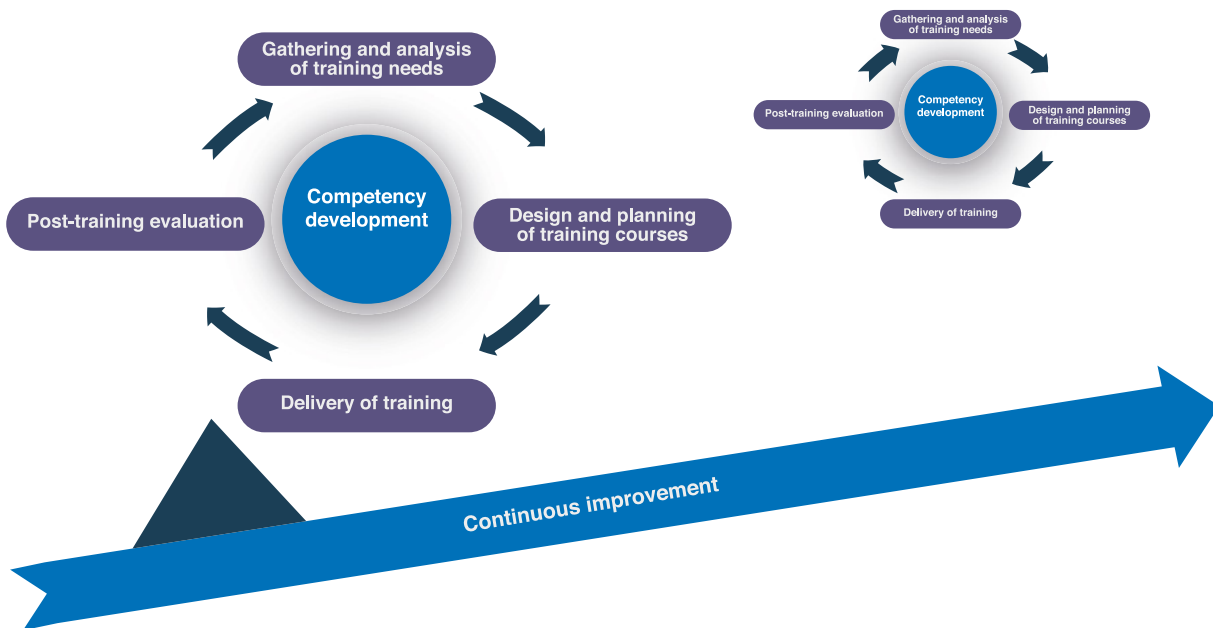 Gathering and analysis
of training needs
Competency
development
Post-training evaluation
Design and planning
of training courses
Delivery of training
Gathering and analysis
of training needs
Competency
development
Post-training evaluation
Design and planning
of training courses
Delivery of training
Continuous improvement